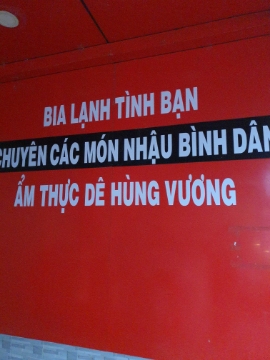 BIA LẠNH TÌNH BẠN
CHUYÊN CÁC MÓN NHẬU BÌNH DÂN
ẨM THỰC DÊ HÙNG VƯƠNG